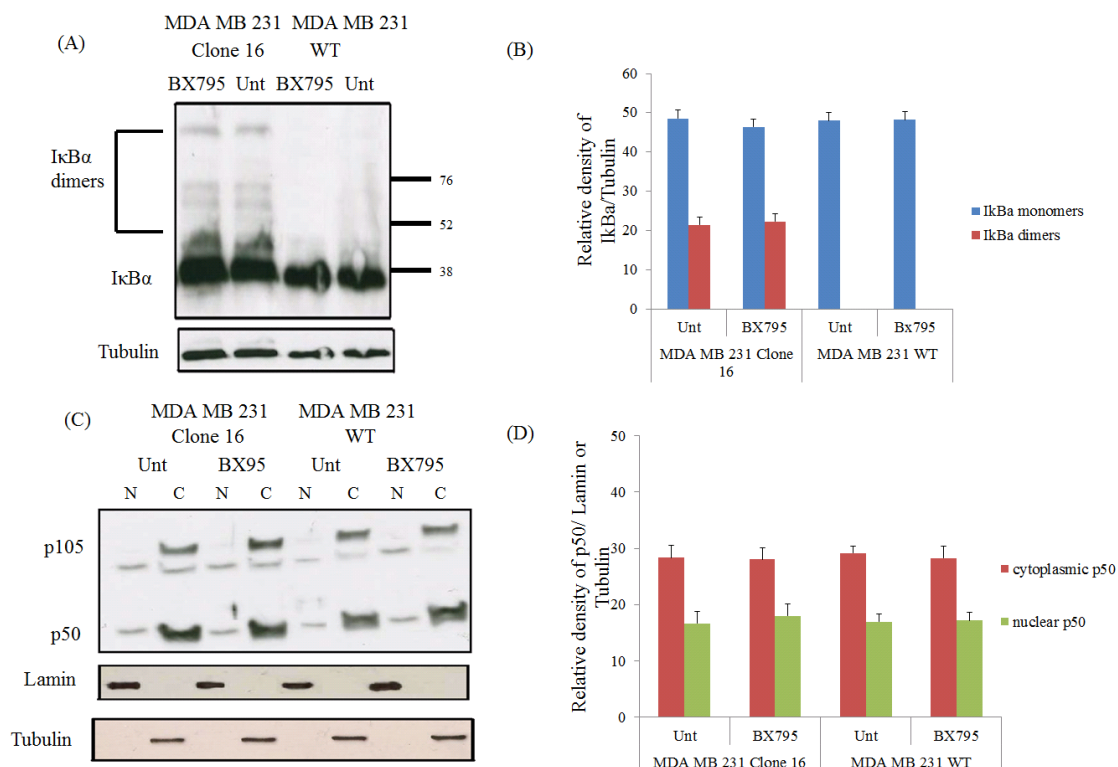 (A)
MDA MB 231 MDA MB 231
Clone 16 WT
BX795 Unt BX795 Unt
IκBα
dimers
76
52
IκBα
38
Tubulin
(B)
Relative density of
IkBa/Tubulin
60
50
40
30
20
10
0
Unt BX795 Unt Bx795
MDA MB 231 Clone
16
MDA MB 231 WT
IkBa monomers
IkBa dimers
(C)
MDA MB 231 MDA MB 231
Clone 16 WT
Unt BX95 Unt BX795
N C N C N C N C
p105
p50
Lamin
Tubulin
(D)
Relative density of p50/ Lamin or
Tubulin
50
40
30
20
10
0
Unt BX795 Unt BX795
MDA MB 231 Clone 16 MDA MB 231 WT
cytoplasmic p50
nuclear p50